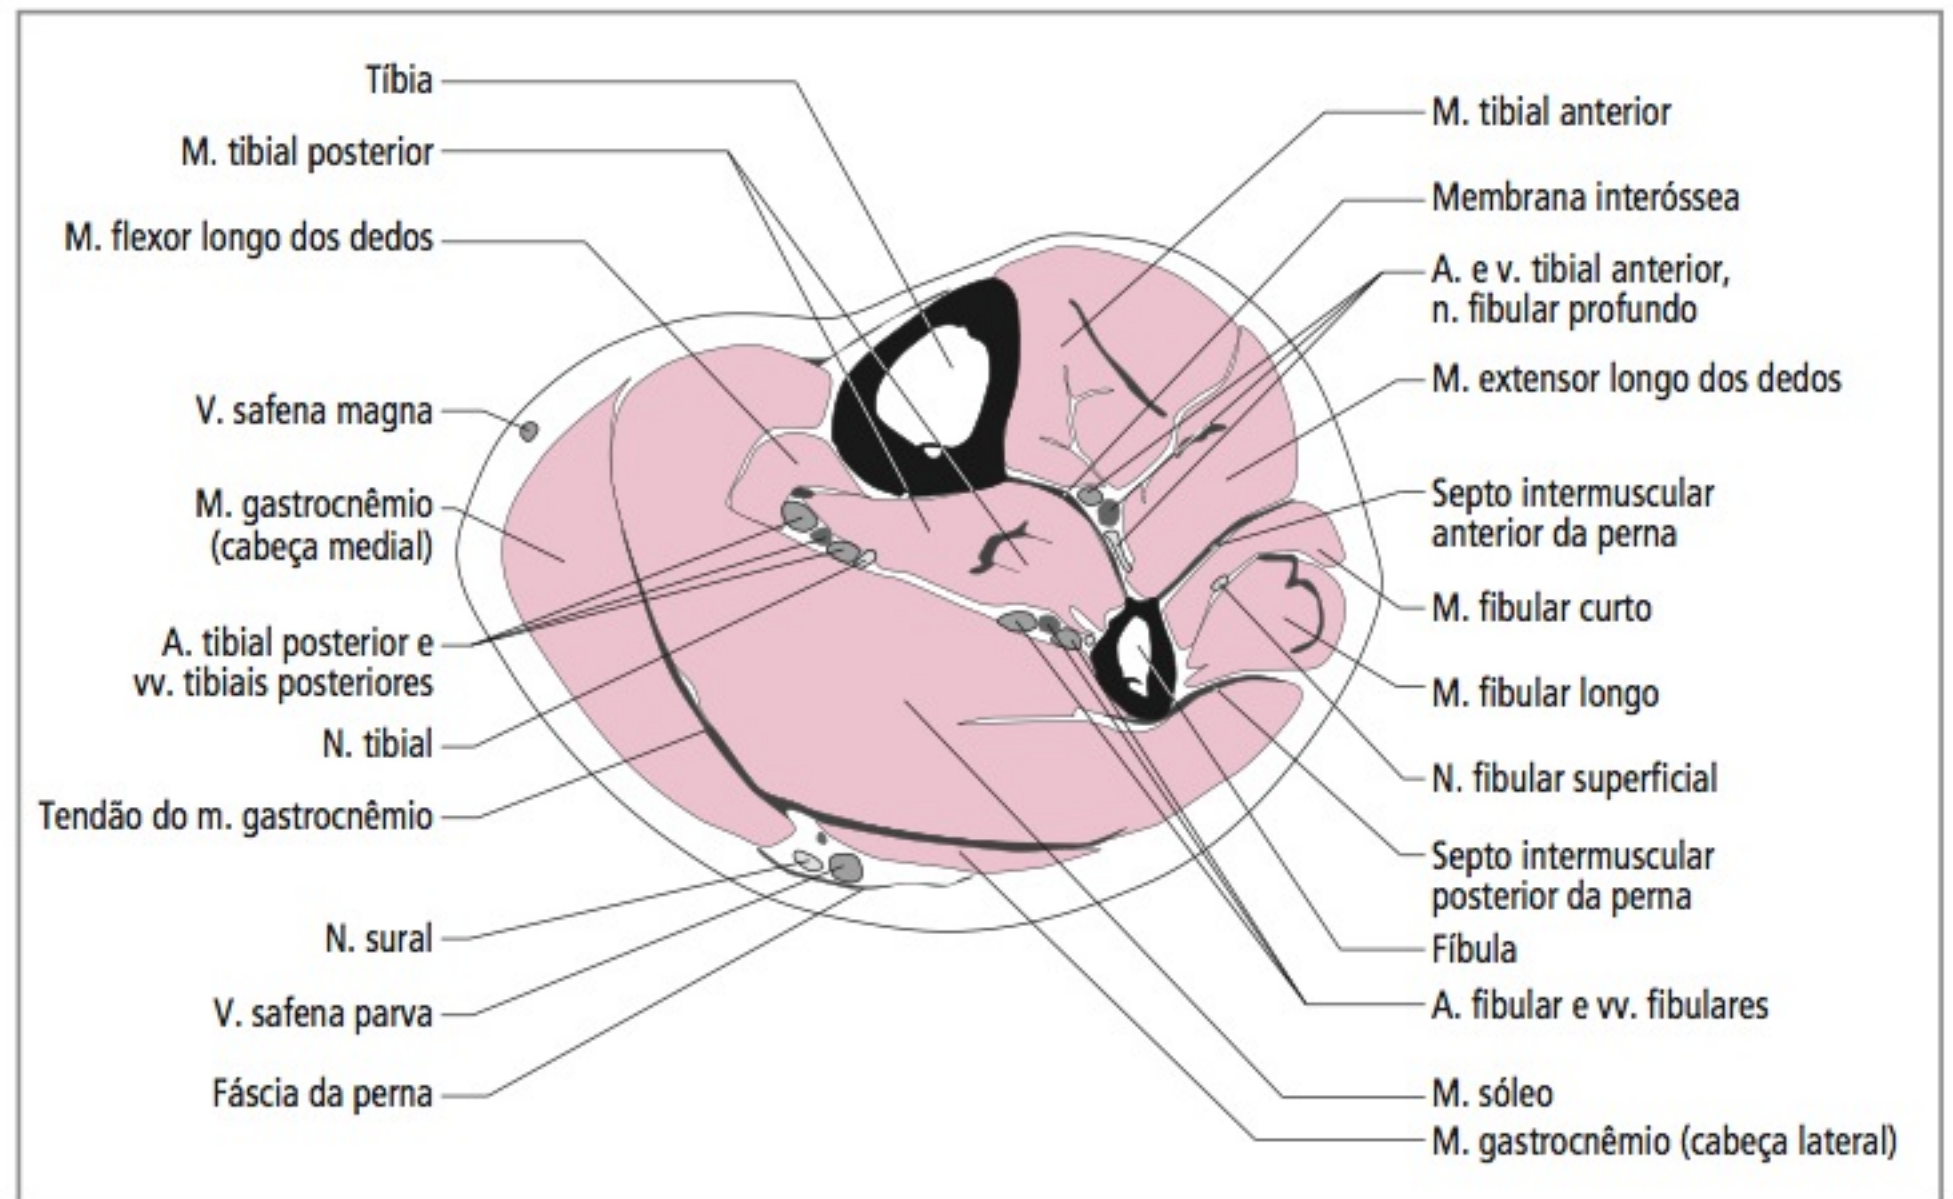 Tíbia
M. tibial posterior
M. flexor longo dos dedos
V. safena magna
M. gastrocnêmio
(cabeça medial)
A. tibial posterior e
vv. tibiais posteriores
N. tibial
Tendão do m. gastrocnêmio
N. sural
V. safena parva
Fáscia da perna
M. tibial anterior
Membrana interóssea
A. e v. tibial anterior,
n. fibular profundo
M. extensor longo dos dedos
Septo intermuscular
anterior da perna
M. fibular curto
M. fibular longo
N. fibular superficial
Septo intermuscular
posterior da perna
Fíbula
A. fibular e vv. fibulares
M. sóleo
M. gastrocnêmio (cabeça lateral)